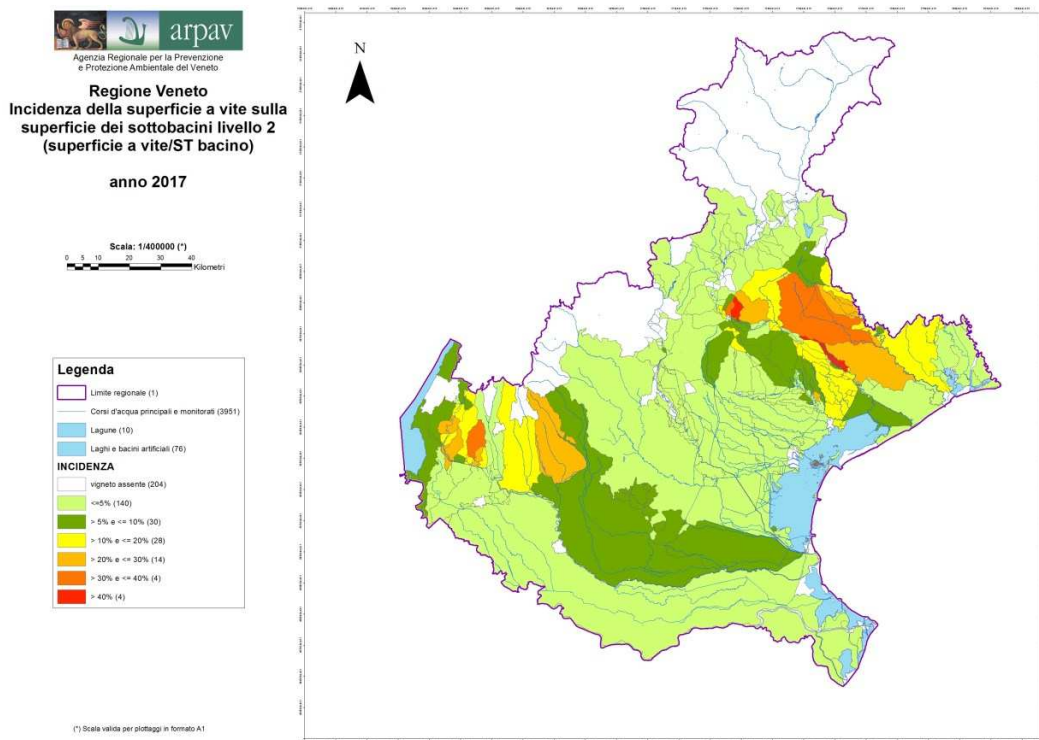 arpav
Agenzia Regionale per la Prevenzione
e Protezione Ambientale del Veneto
Regione Veneto
Incidenza della superficie a vite sulla
superficie dei sottobacini livello 2
(superficie a vite/ST bacino)
anno 2017
Scala: 1/400000 (*)
0 5 10 20 30 40
Kilometri
N
Legenda
Limite regionale (1)
Corsi d'acqua principali e monitorati (3951)
Lagune (10)
Laghi e bacini artificiali (76)
INCIDENZA
vigneto assente (204)
<=5% (140)
> 5% e <= 10% (30)
> 10% e <= 20% (28)
> 20% e <= 30% (14)
> 30% e <= 40% (4)
> 40% (4)
(*) Scala valida per plottaggi in formato A1